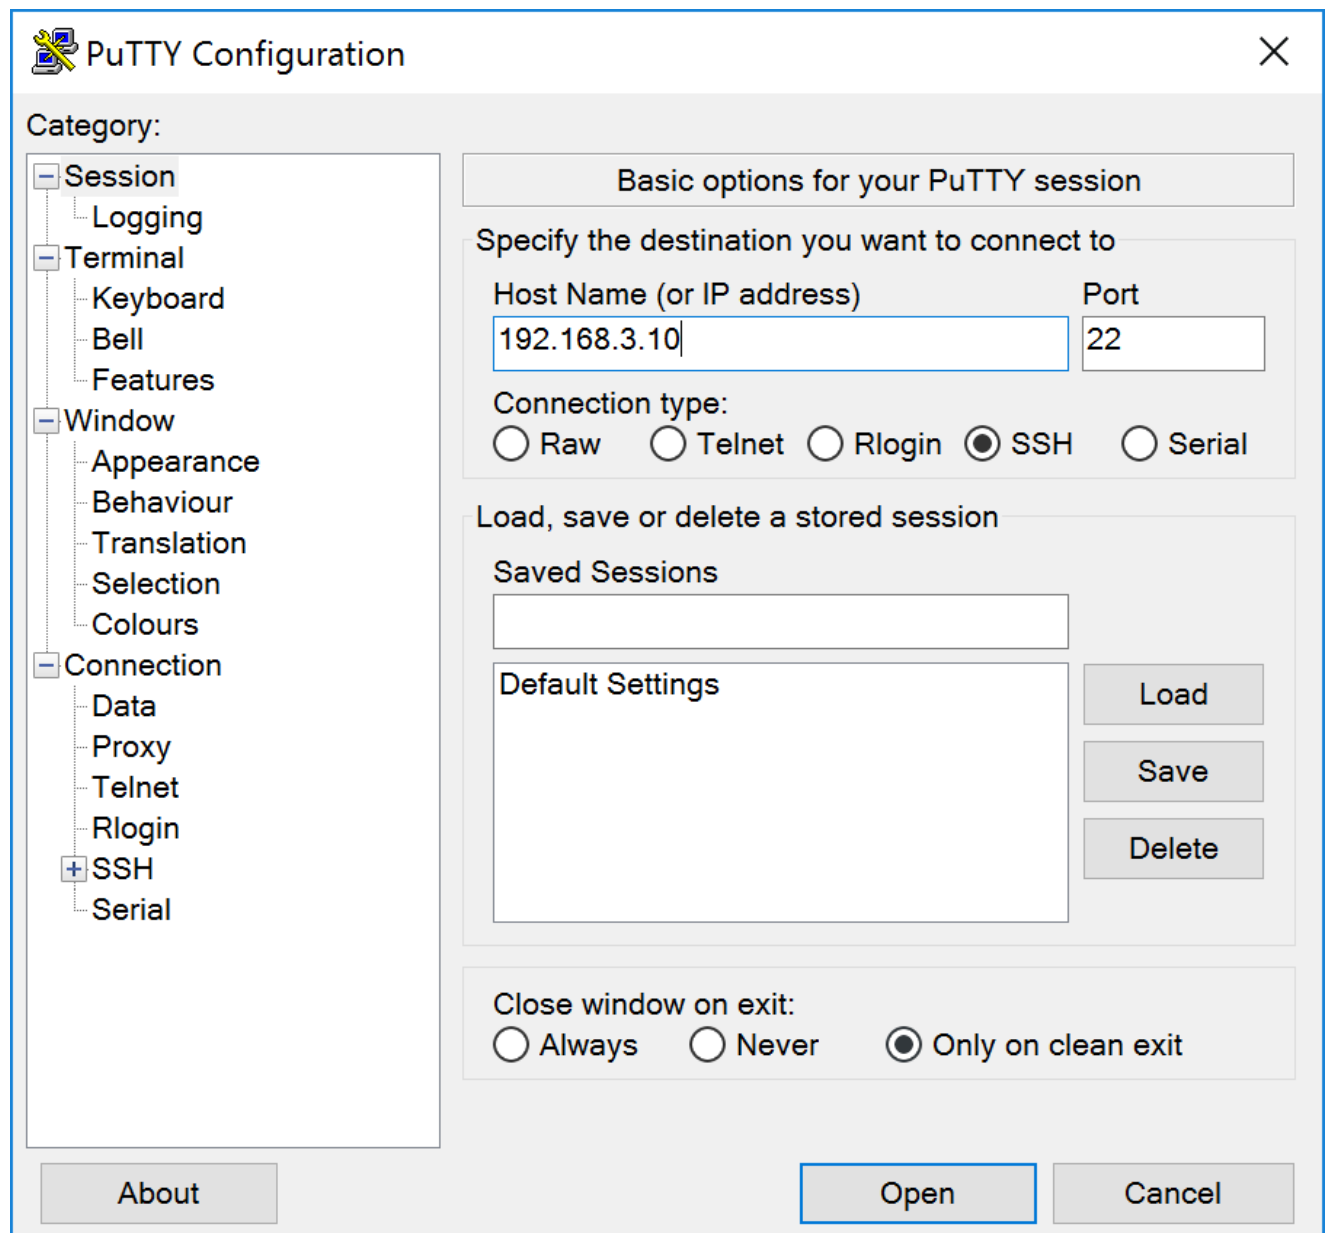 PuTTY Configuration
Category:
Session
Logging
Terminal
Keyboard
Bell
Features
Window
Appearance
Behaviour
Translation
Selection
Colours
Connection
Data
Proxy
Telnet
Rlogin
SSH
Serial
Basic options for your PuTTY session
Specify the destination you want to connect to
Host Name (or IP address) Port
192.168.3.10 22
Connection type:
Raw Telnet Rlogin SSH Serial
Load, save or delete a stored session
Saved Sessions
Default Settings
Load
Save
Delete
Close window on exit:
Always Never Only on clean exit
About Open Cancel